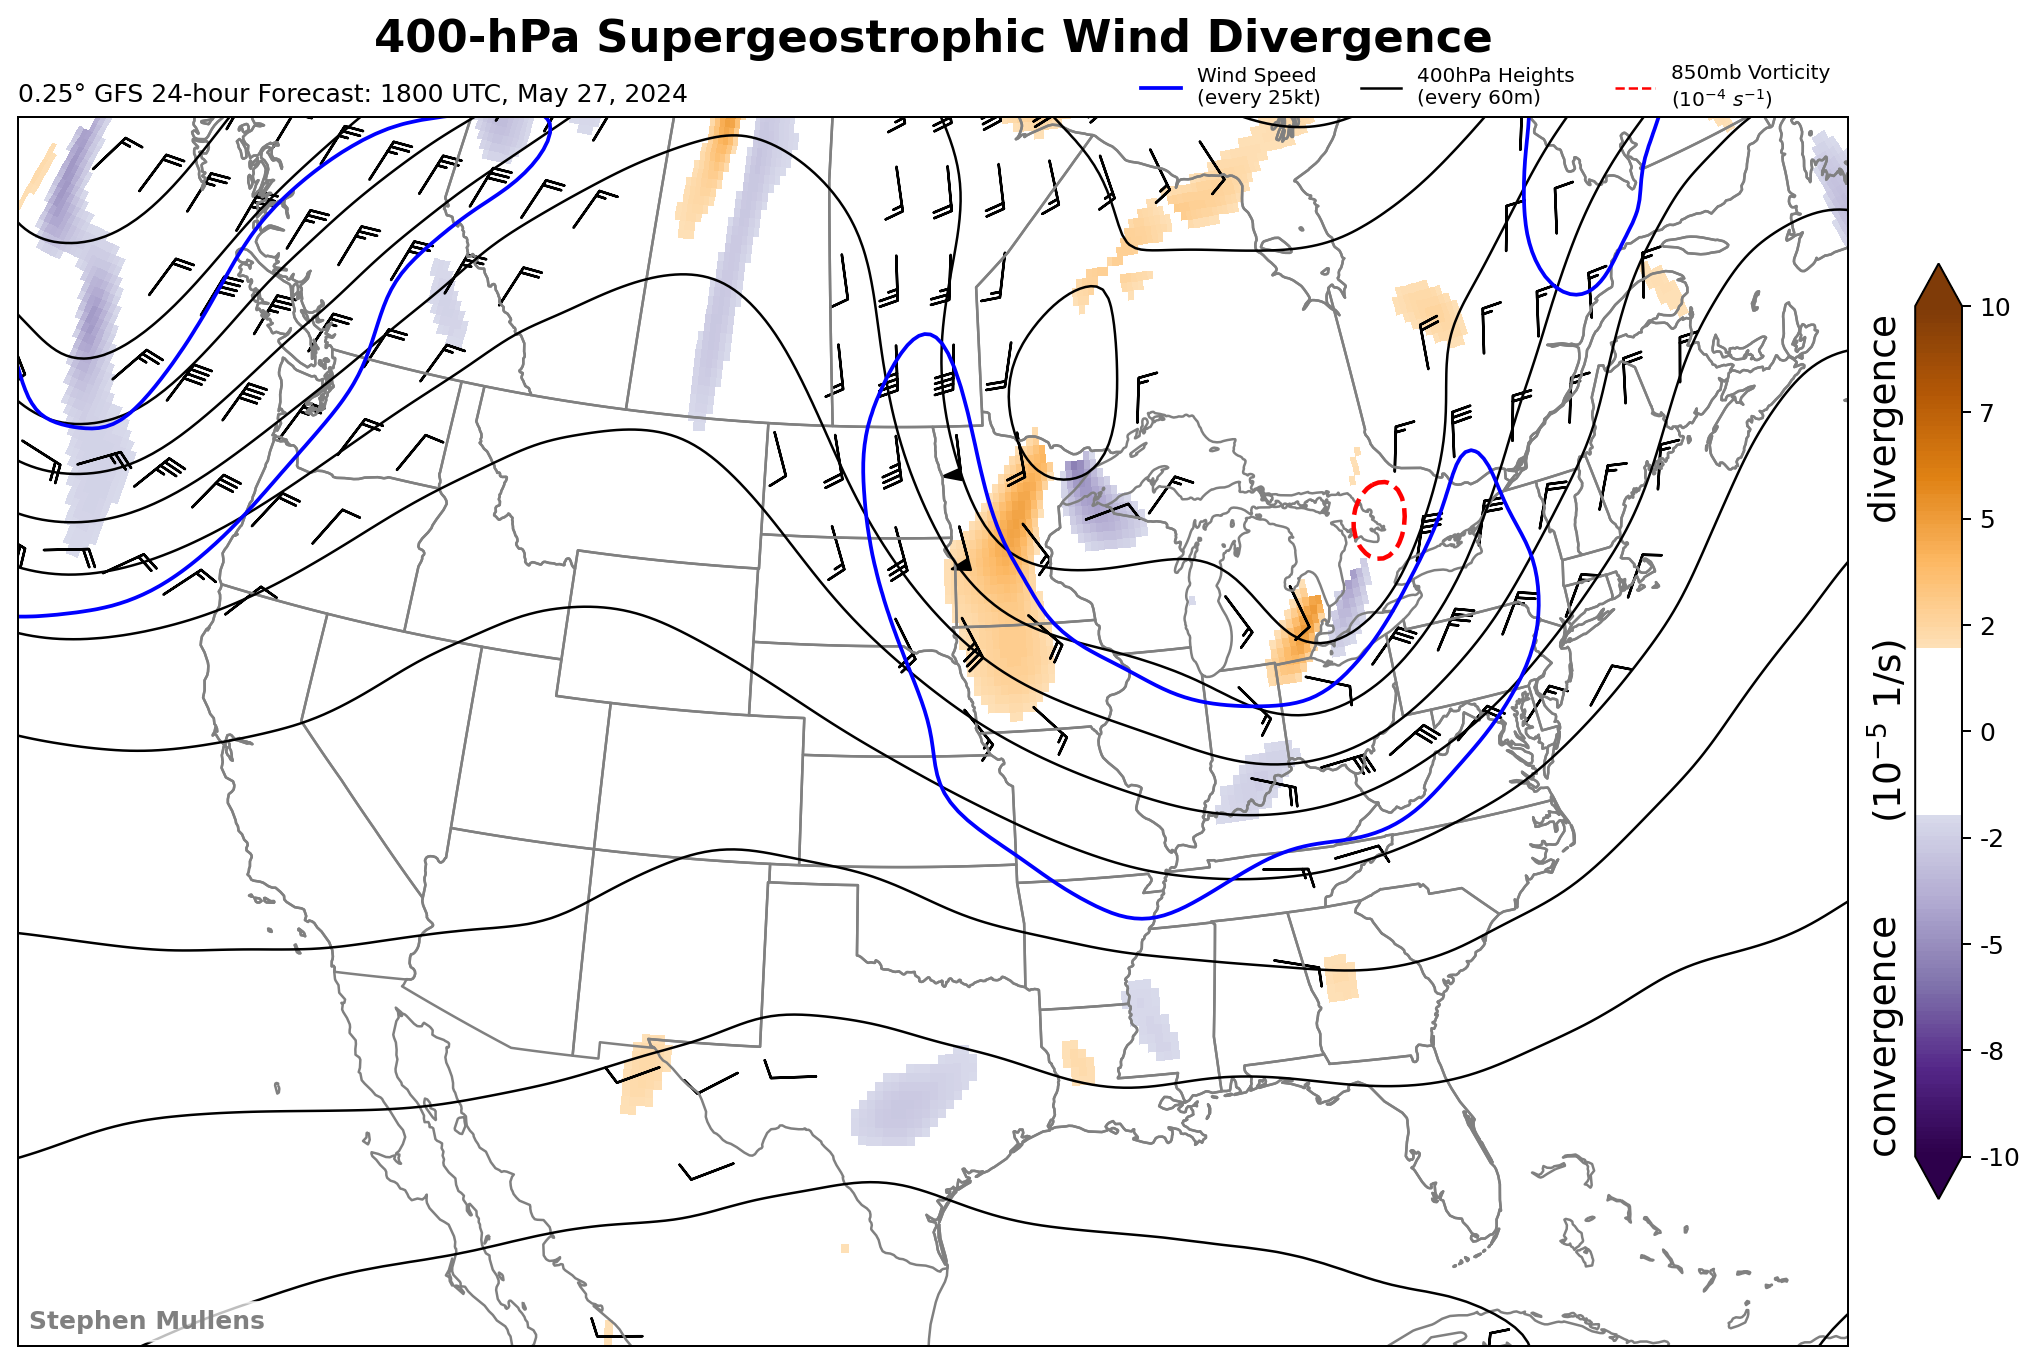 400-hPa Supergeostrophic Wind Divergence
0.25° GFS 24-hour Forecast: 1800 UTC, May 27, 2024
Wind Speed
(every 25kt)
400hPa Heights
(every 60m)
850mb Vorticity
(10⁻⁴ s⁻¹)
10
7
5
2
0
-2
-5
-8
-10
convergence (10⁻⁵ 1/s) divergence
Stephen Mullens